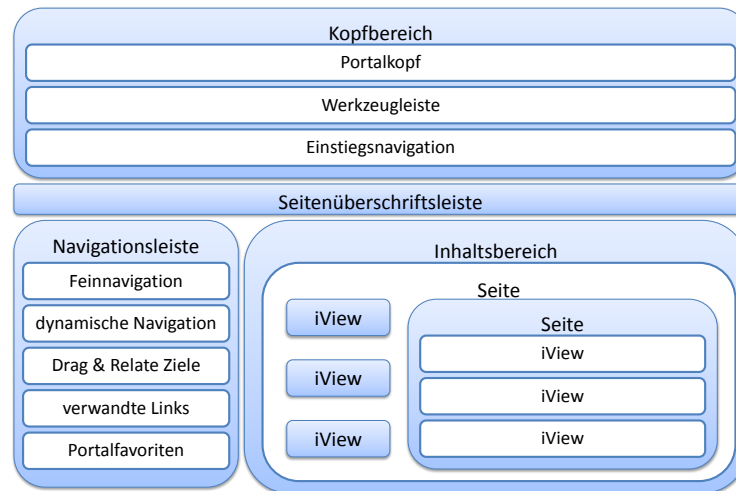 Kopfbereich
Portalkopf
Werkzeugleiste
Einstiegsnavigation
Seitenüberschriftsleiste
Navigationsleiste
Feinnavigation
dynamische Navigation
Drag & Relate Ziele
verwandte Links
Portalfavoriten
Inhaltsbereich
Seite
iView
iView
iView
Seite
iView
iView
iView